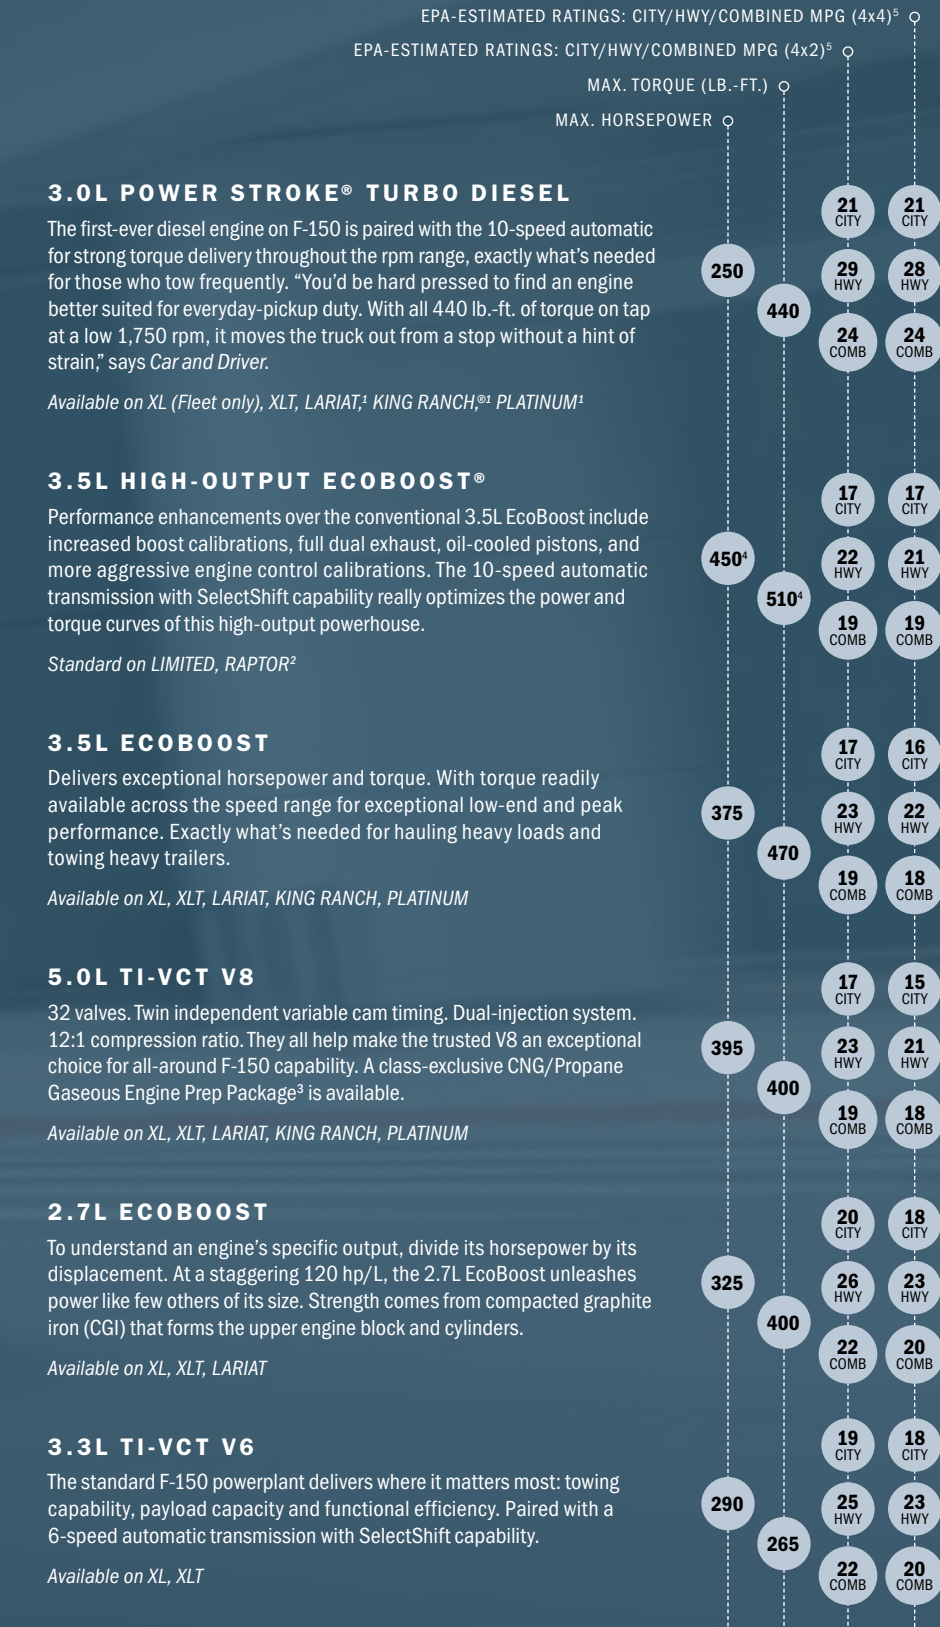 EPA-ESTIMATED RATINGS: CITY/HWY/COMBINED MPG (4x4)⁵
EPA-ESTIMATED RATINGS: CITY/HWY/COMBINED MPG (4x2)⁵
MAX. TORQUE (LB.-FT.)
MAX. HORSEPOWER
3.0L POWER STROKE® TURBO DIESEL
The first-ever diesel engine on F-150 is paired with the 10-speed automatic
for strong torque delivery throughout the rpm range, exactly what's needed
for those who tow frequently. “You'd be hard pressed to find an engine
better suited for everyday-pickup duty. With all 440 lb.-ft. of torque on tap
at a low 1,750 rpm, it moves the truck out from a stop without a hint of
strain,” says Car and Driver.
Available on XL (Fleet only), XLT, LARIAT,¹ KING RANCH,®¹ PLATINUM¹
250
440
21 CITY
29 HWY
24 COMB
21 CITY
28 HWY
24 COMB
3.5L HIGH-OUTPUT ECOBOOST®
Performance enhancements over the conventional 3.5L EcoBoost include
increased boost calibrations, full dual exhaust, oil-cooled pistons, and
more aggressive engine control calibrations. The 10-speed automatic
transmission with SelectShift capability really optimizes the power and
torque curves of this high-output powerhouse.
Standard on LIMITED, RAPTOR²
450⁴
510⁴
17 CITY
22 HWY
19 COMB
17 CITY
21 HWY
19 COMB
3.5L ECOBOOST
Delivers exceptional horsepower and torque. With torque readily
available across the speed range for exceptional low-end and peak
performance. Exactly what's needed for hauling heavy loads and
towing heavy trailers.
Available on XL, XLT, LARIAT, KING RANCH, PLATINUM
375
470
17 CITY
23 HWY
19 COMB
16 CITY
22 HWY
18 COMB
5.0L TI-VCT V8
32 valves. Twin independent variable cam timing. Dual-injection system.
12:1 compression ratio. They all help make the trusted V8 an exceptional
choice for all-around F-150 capability. A class-exclusive CNG/Propane
Gaseous Engine Prep Package³ is available.
Available on XL, XLT, LARIAT, KING RANCH, PLATINUM
395
400
17 CITY
23 HWY
19 COMB
15 CITY
21 HWY
18 COMB
2.7L ECOBOOST
To understand an engine's specific output, divide its horsepower by its
displacement. At a staggering 120 hp/L, the 2.7L EcoBoost unleashes
power like few others of its size. Strength comes from compacted graphite
iron (CGI) that forms the upper engine block and cylinders.
Available on XL, XLT, LARIAT
325
400
20 CITY
26 HWY
22 COMB
18 CITY
23 HWY
20 COMB
3.3L TI-VCT V6
The standard F-150 powerplant delivers where it matters most: towing
capability, payload capacity and functional efficiency. Paired with a
6-speed automatic transmission with SelectShift capability.
Available on XL, XLT
290
265
19 CITY
25 HWY
22 COMB
18 CITY
23 HWY
20 COMB